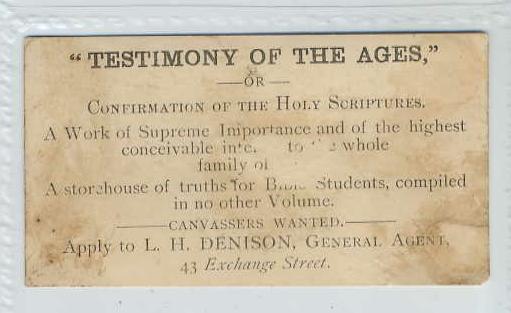 “TESTIMONY OF THE AGES,”
OR
CONFIRMATION OF THE HOLY SCRIPTURES.
A Work of Supreme Importance and of the highest
conceivable to whole
family of
A storehouse of truths for Students, compiled
in no other Volume.
CANVASSERS WANTED.
Apply to L. H. DENISON, GENERAL AGENT,
43 Exchange Street.